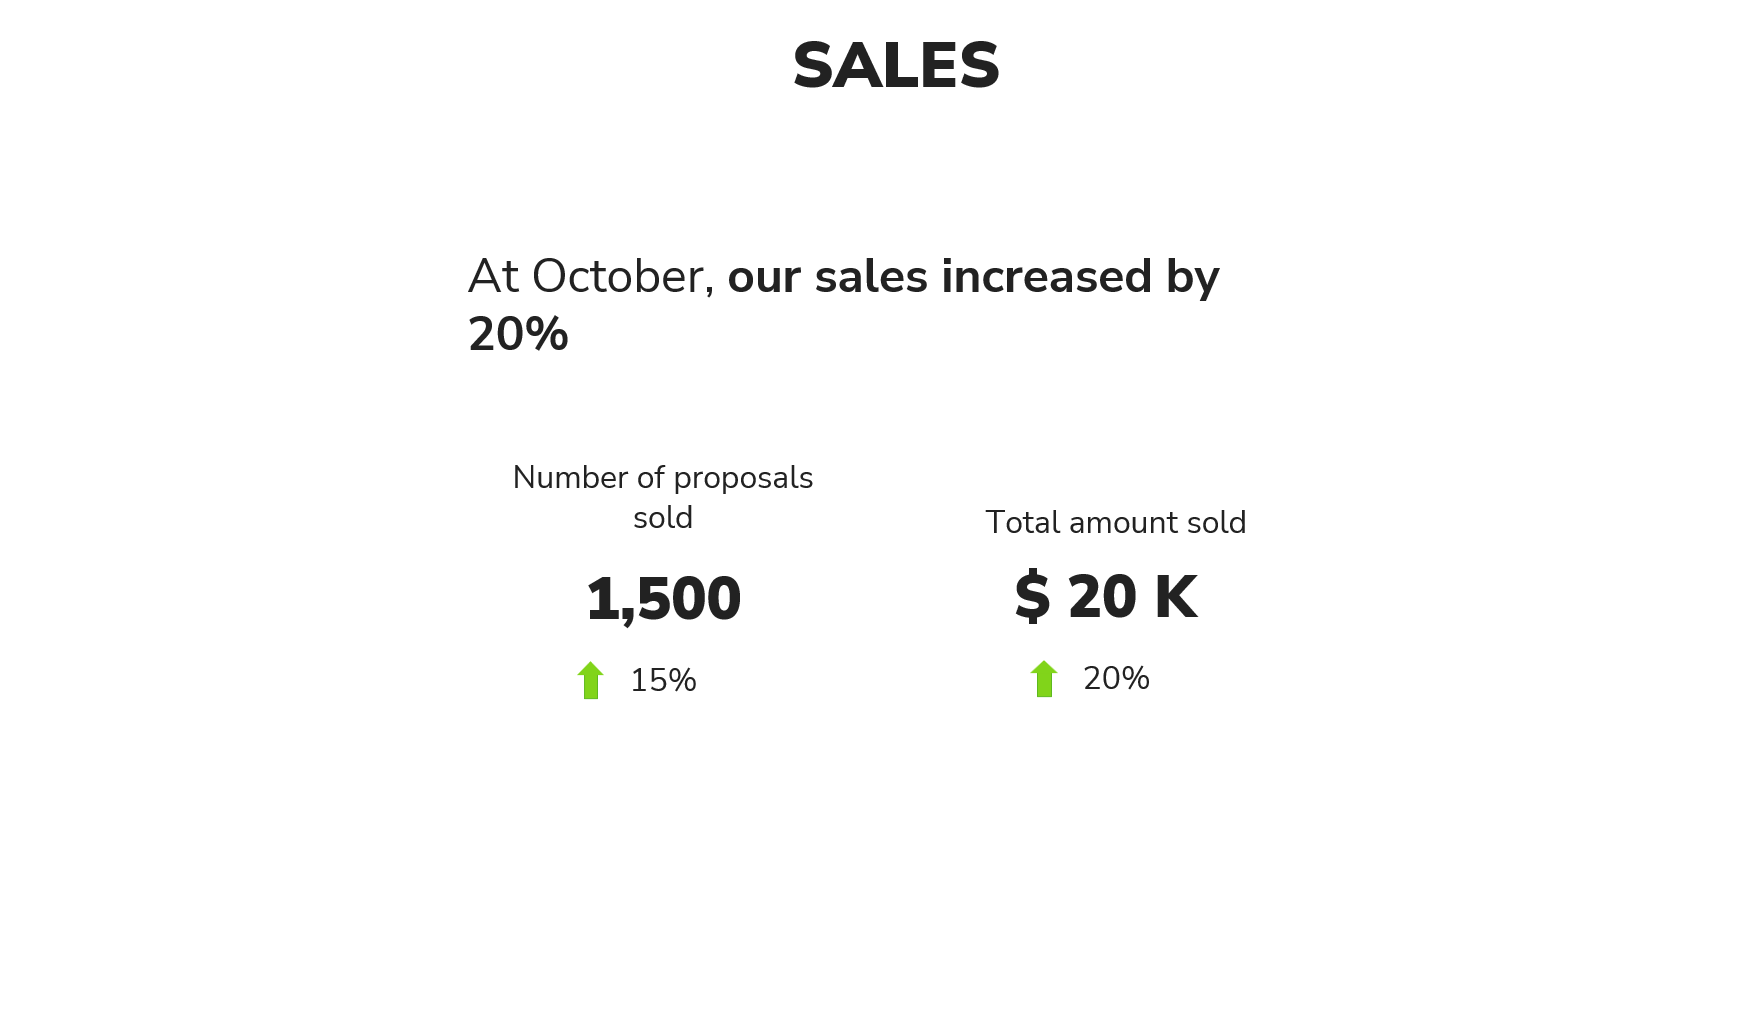 SALES
At October, our sales increased by
20%
Number of proposals
sold
1,500
15%
Total amount sold
$ 20 K
20%